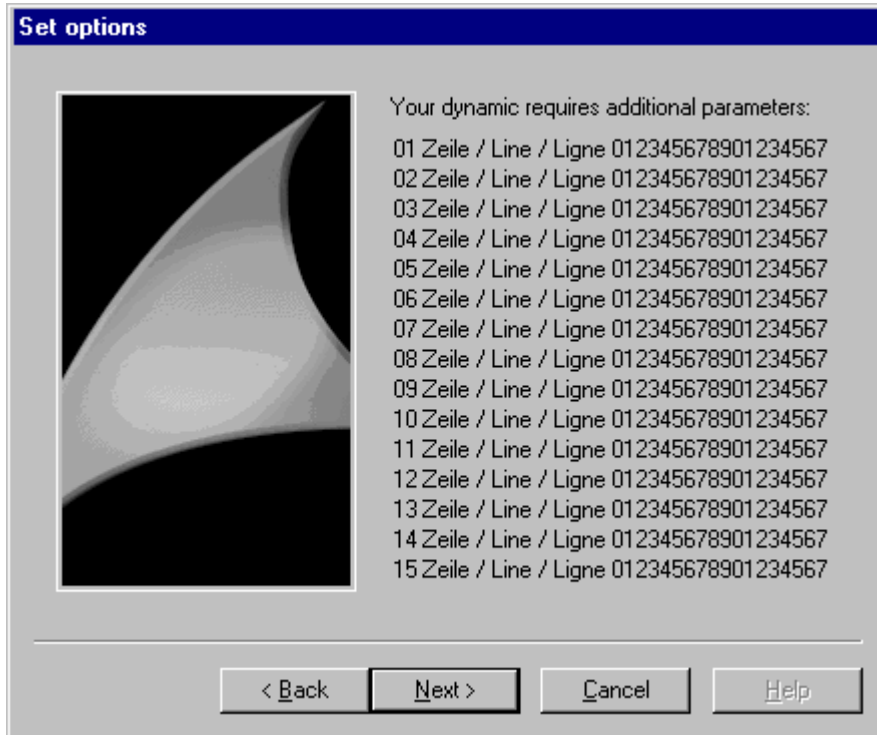 Set options
Your dynamic requires additional parameters:
01 Zeile / Line / Ligne 012345678901234567
02 Zeile / Line / Ligne 012345678901234567
03 Zeile / Line / Ligne 012345678901234567
04 Zeile / Line / Ligne 012345678901234567
05 Zeile / Line / Ligne 012345678901234567
06 Zeile / Line / Ligne 012345678901234567
07 Zeile / Line / Ligne 012345678901234567
08 Zeile / Line / Ligne 012345678901234567
09 Zeile / Line / Ligne 012345678901234567
10 Zeile / Line / Ligne 012345678901234567
11 Zeile / Line / Ligne 012345678901234567
12 Zeile / Line / Ligne 012345678901234567
13 Zeile / Line / Ligne 012345678901234567
14 Zeile / Line / Ligne 012345678901234567
15 Zeile / Line / Ligne 012345678901234567
< Back Next > Cancel Help